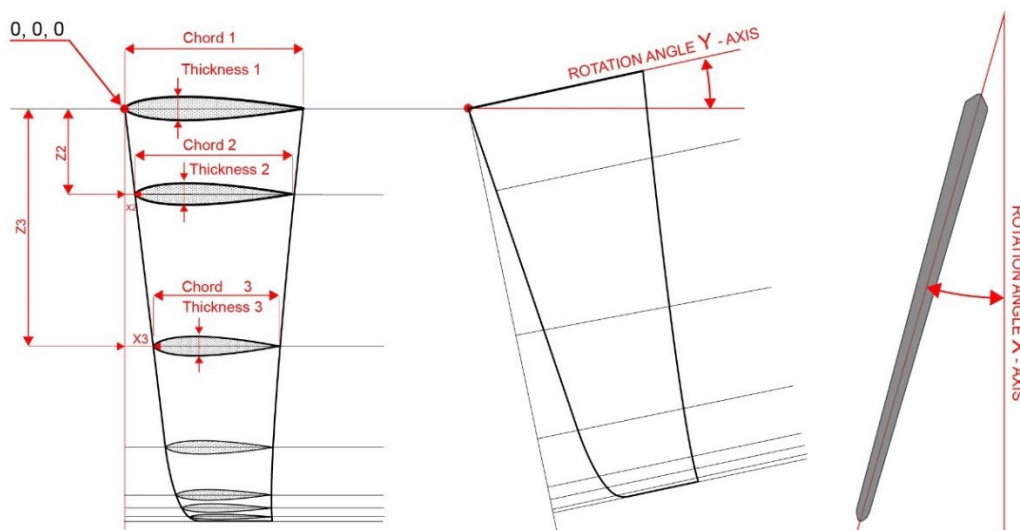 0, 0, 0
Chord 1
Thickness 1
Z2
Chord 2
Thickness 2
x2
Z3
Chord 3
Thickness 3
X3
ROTATION ANGLE Y - AXIS
ROTATION ANGLE X - AXIS